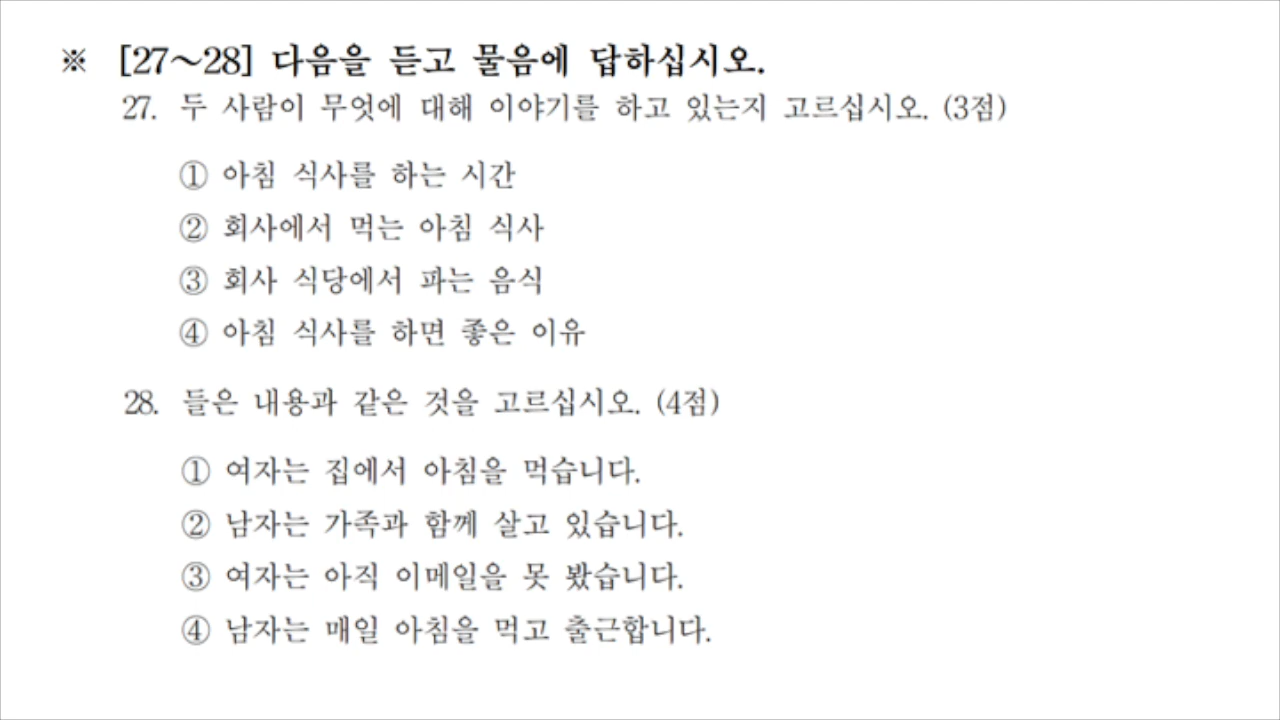 ※ [27～28] 다음을 듣고 물음에 답하십시오.
27. 두 사람이 무엇에 대해 이야기를 하고 있는지 고르십시오. (3점)
① 아침 식사를 하는 시간
② 회사에서 먹는 아침 식사
③ 회사 식당에서 파는 음식
④ 아침 식사를 하면 좋은 이유
28. 들은 내용과 같은 것을 고르십시오. (4점)
① 여자는 집에서 아침을 먹습니다.
② 남자는 가족과 함께 살고 있습니다.
③ 여자는 아직 이메일을 못 봤습니다.
④ 남자는 매일 아침을 먹고 출근합니다.